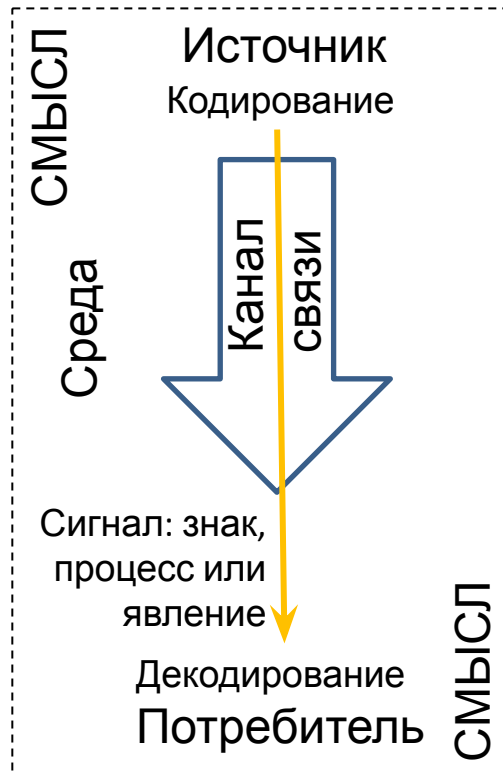 СМЫСЛ
Источник
Кодирование
Среда
Канал
связи
Сигнал: знак,
процесс или
явление
Декодирование
Потребитель
СМЫСЛ